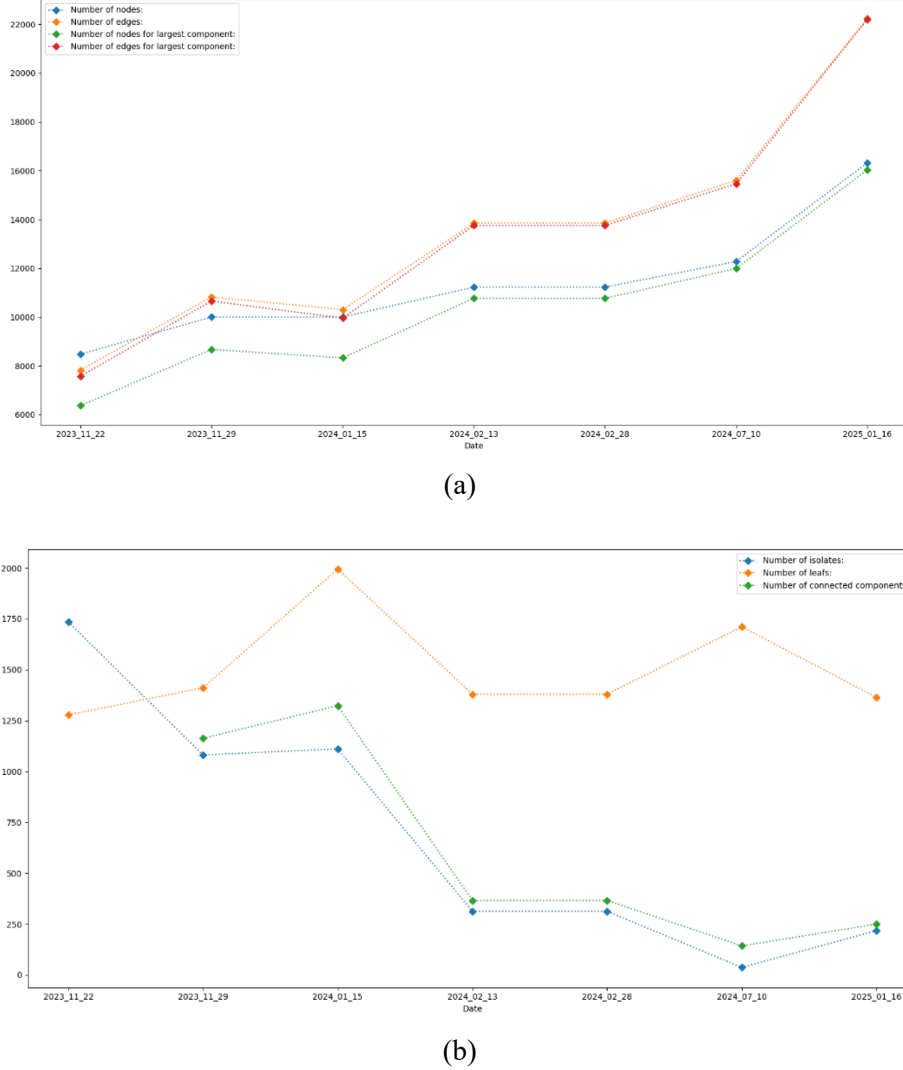 22000
20000
18000
16000
14000
12000
10000
8000
6000
Number of nodes:
Number of edges:
Number of nodes for largest component:
Number of edges for largest component:
2023_11_22 2023_11_29 2024_01_15 2024_02_13 2024_02_28 2024_07_10 2025_01_16
Date
(a)
2000
1750
1500
1250
1000
750
500
250
0
Number of isolates:
Number of leafs:
Number of connected component
2023_11_22 2023_11_29 2024_01_15 2024_02_13 2024_02_28 2024_07_10 2025_01_16
Date
(b)